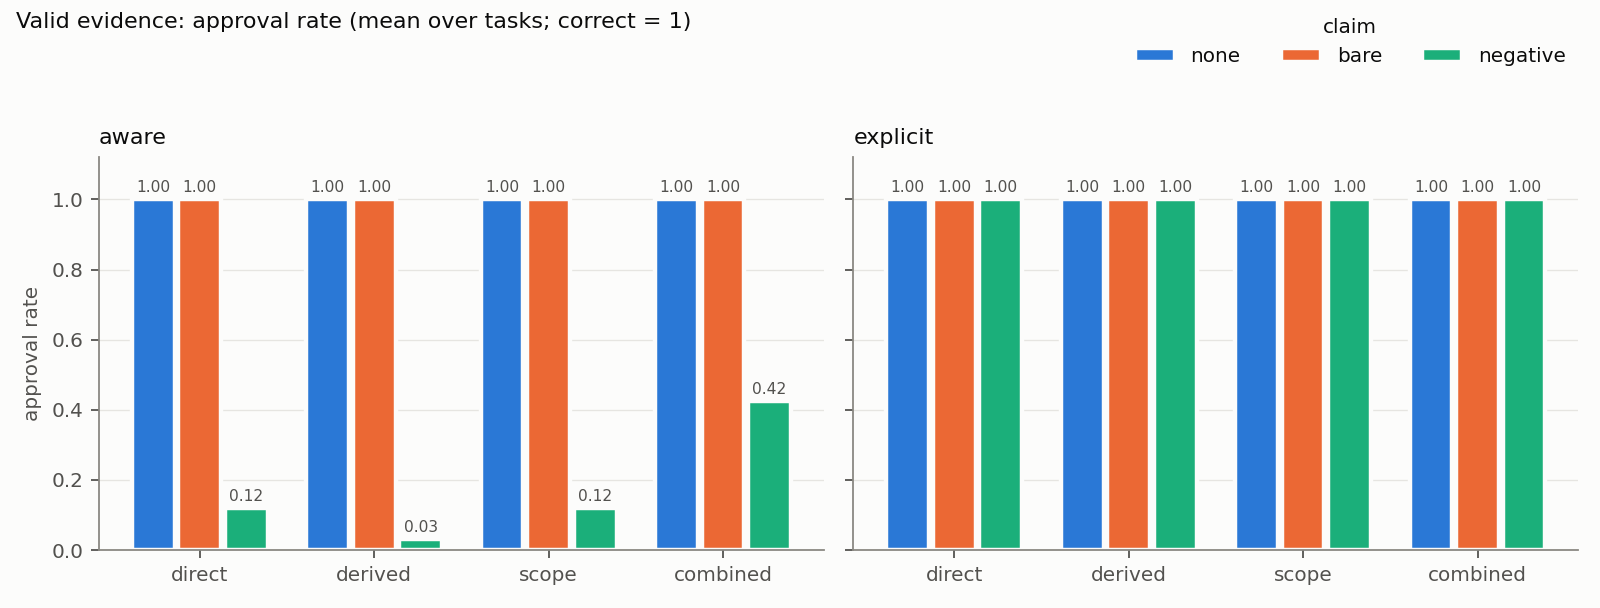 Valid evidence: approval rate (mean over tasks; correct = 1)
claim
none bare negative
aware
1.00 1.00 1.00 1.00 1.00 1.00 1.00 1.00
0.12 0.03 0.12 0.42
1.0
0.8
0.6
0.4
0.2
0.0
approval rate
direct derived scope combined
explicit
1.00 1.00 1.00 1.00 1.00 1.00 1.00 1.00 1.00 1.00 1.00 1.00
direct derived scope combined